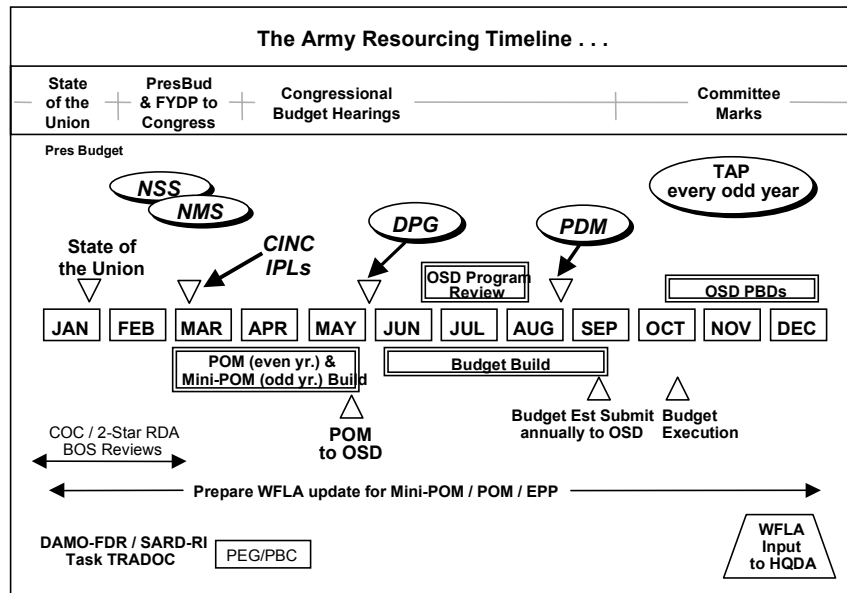 The Army Resourcing Timeline . . .
State
of the
Union
PresBud
& FYDP to
Congress
Congressional
Budget Hearings
Committee
Marks
Pres Budget
NSS
NMS
TAP
every odd year
DPG
PDM
CINC
IPLs
State of
the Union
OSD Program
Review
OSD PBDs
JAN
FEB
MAR
APR
MAY
JUN
JUL
AUG
SEP
OCT
NOV
DEC
POM (even yr.) &
Mini-POM (odd yr.) Build
Budget Build
POM
to OSD
Budget Est Submit
annually to OSD
Budget
Execution
COC / 2-Star RDA
BOS Reviews
Prepare WFLA update for Mini-POM / POM / EPP
DAMO-FDR / SARD-RI
Task TRADOC
PEG/PBC
WFLA
Input
to HQDA